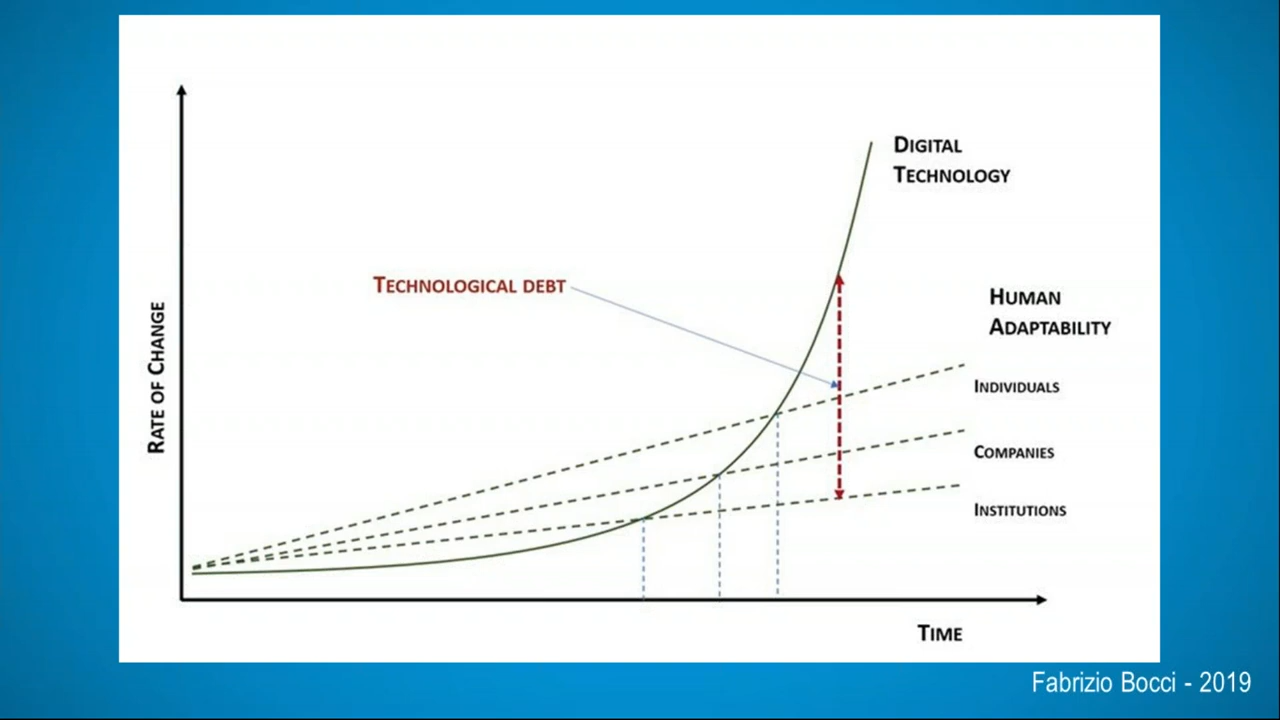 DIGITAL
TECHNOLOGY
TECHNOLOGICAL DEBT
HUMAN
ADAPTABILITY
RATE OF CHANGE
INDIVIDUALS
COMPANIES
INSTITUTIONS
TIME
Fabrizio Bocci - 2019